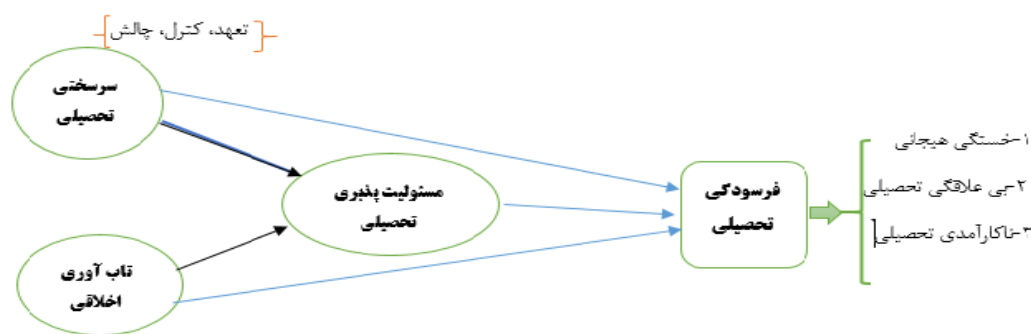 تعهد، کترل، چالش
سرسختی
تحصیلی
مسئولیت پذیری
تحصیلی
تاب آوری
اخلاقی
فرسودگی
تحصیلی
۱-خستگی هیجانی
۲-بی علاقگی تحصیلی
۳-ناکارآمدی تحصیلی